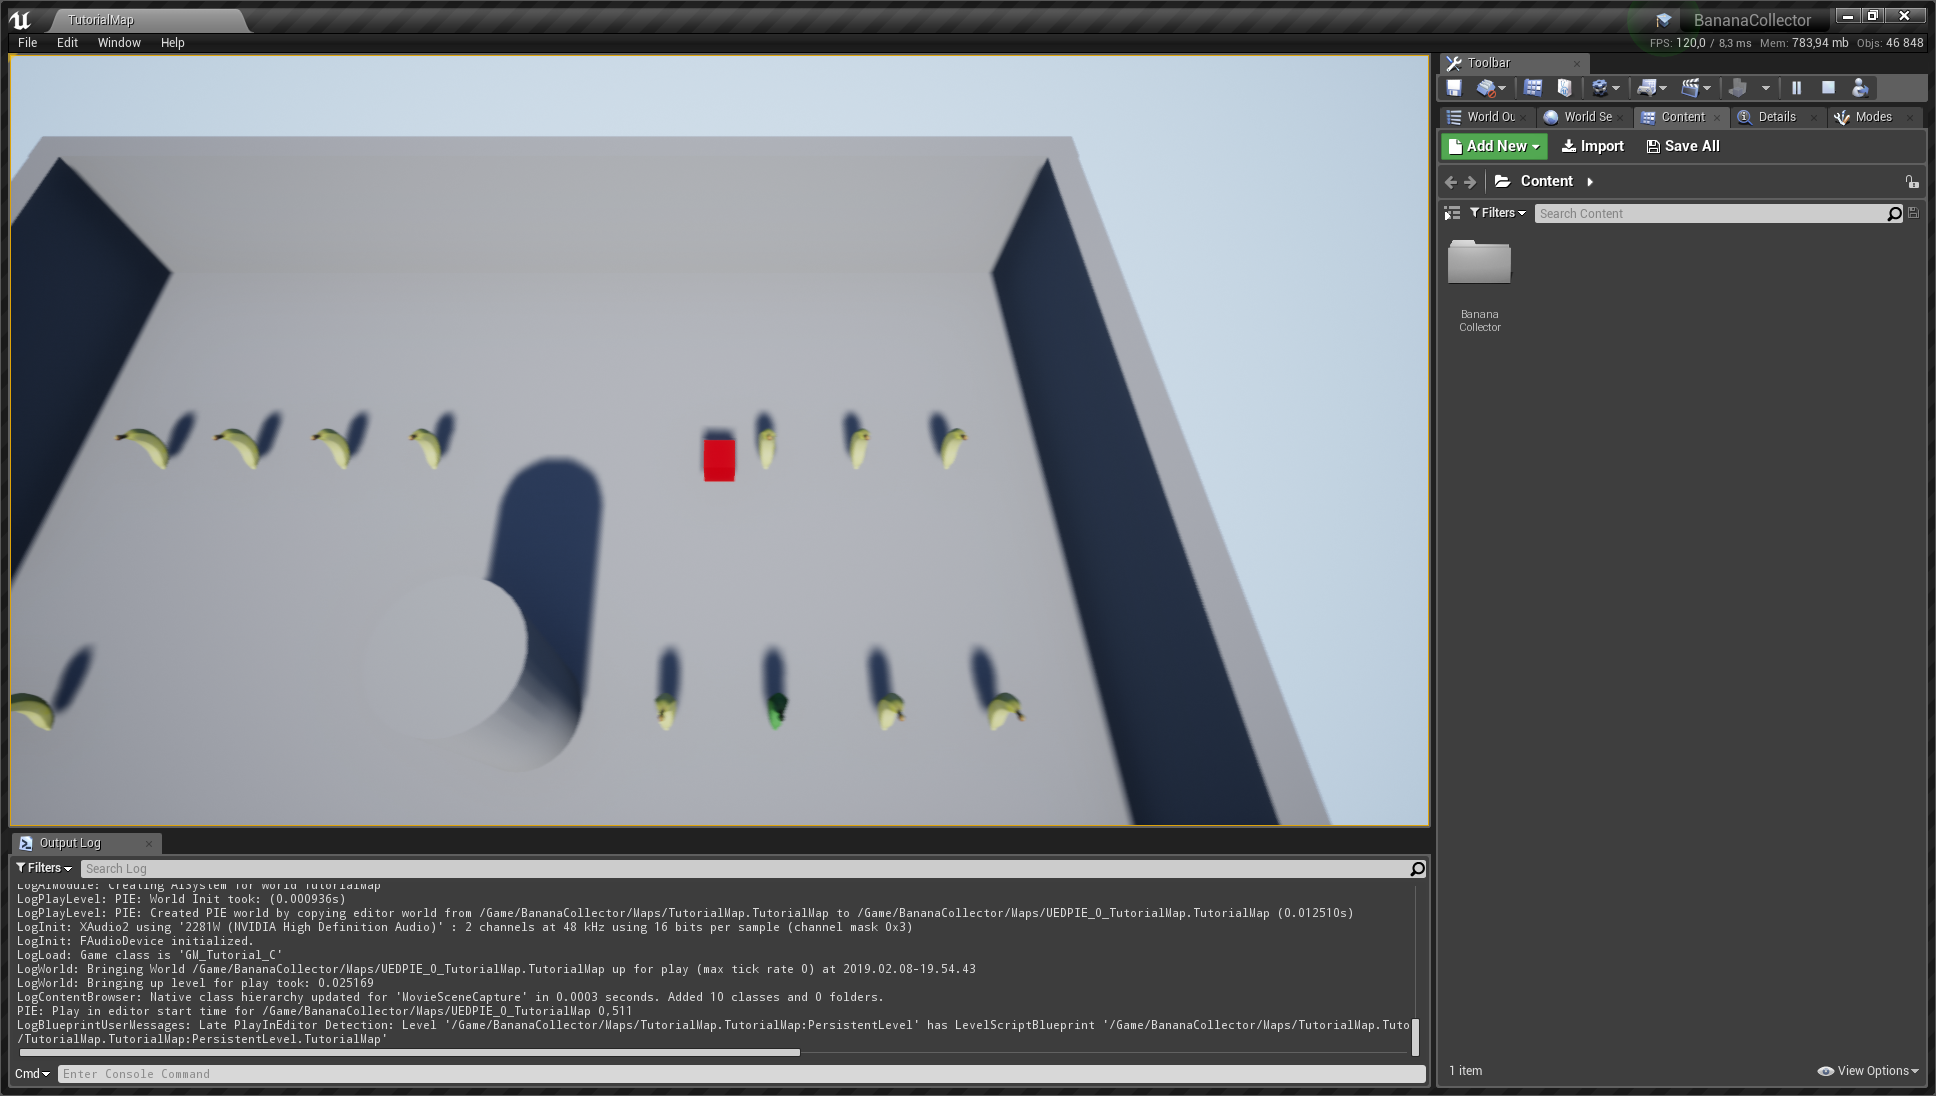 TutorialMap
BananaCollector
File Edit Window Help
FPS: 120,0 / 8,3 ms Mem: 783,94 mb Objs: 46 848
Toolbar
World Ou World Se Content Details Modes
Add New Import Save All
Content
Filters Search Content
Banana
Collector
Output Log
Filters Search Log
LogAIModule: Creating AISystem for world TutorialMap
LogPlayLevel: PIE: World Init took: (0.000936s)
LogPlayLevel: PIE: Created PIE world by copying editor world from /Game/BananaCollector/Maps/TutorialMap.TutorialMap to /Game/BananaCollector/Maps/UEDPIE_0_TutorialMap.TutorialMap (0.012510s)
LogInit: XAudio2 using '2281W (NVIDIA High Definition Audio)' : 2 channels at 48 kHz using 16 bits per sample (channel mask 0x3)
LogInit: FAudioDevice initialized.
LogLoad: Game class is 'GM_Tutorial_C'
LogWorld: Bringing World /Game/BananaCollector/Maps/UEDPIE_0_TutorialMap.TutorialMap up for play (max tick rate 0) at 2019.02.08-19.54.43
LogWorld: Bringing up level for play took: 0.025169
LogContentBrowser: Native class hierarchy updated for 'MovieSceneCapture' in 0.0003 seconds. Added 10 classes and 0 folders.
PIE: Play in editor start time for /Game/BananaCollector/Maps/UEDPIE_0_TutorialMap 0,511
LogBlueprintUserMessages: Late PlayInEditor Detection: Level '/Game/BananaCollector/Maps/TutorialMap.TutorialMap:PersistentLevel' has LevelScriptBlueprint '/Game/BananaCollector/Maps/TutorialMap.Tuto
/TutorialMap.TutorialMap:PersistentLevel.TutorialMap'
Cmd Enter Console Command
1 item View Options